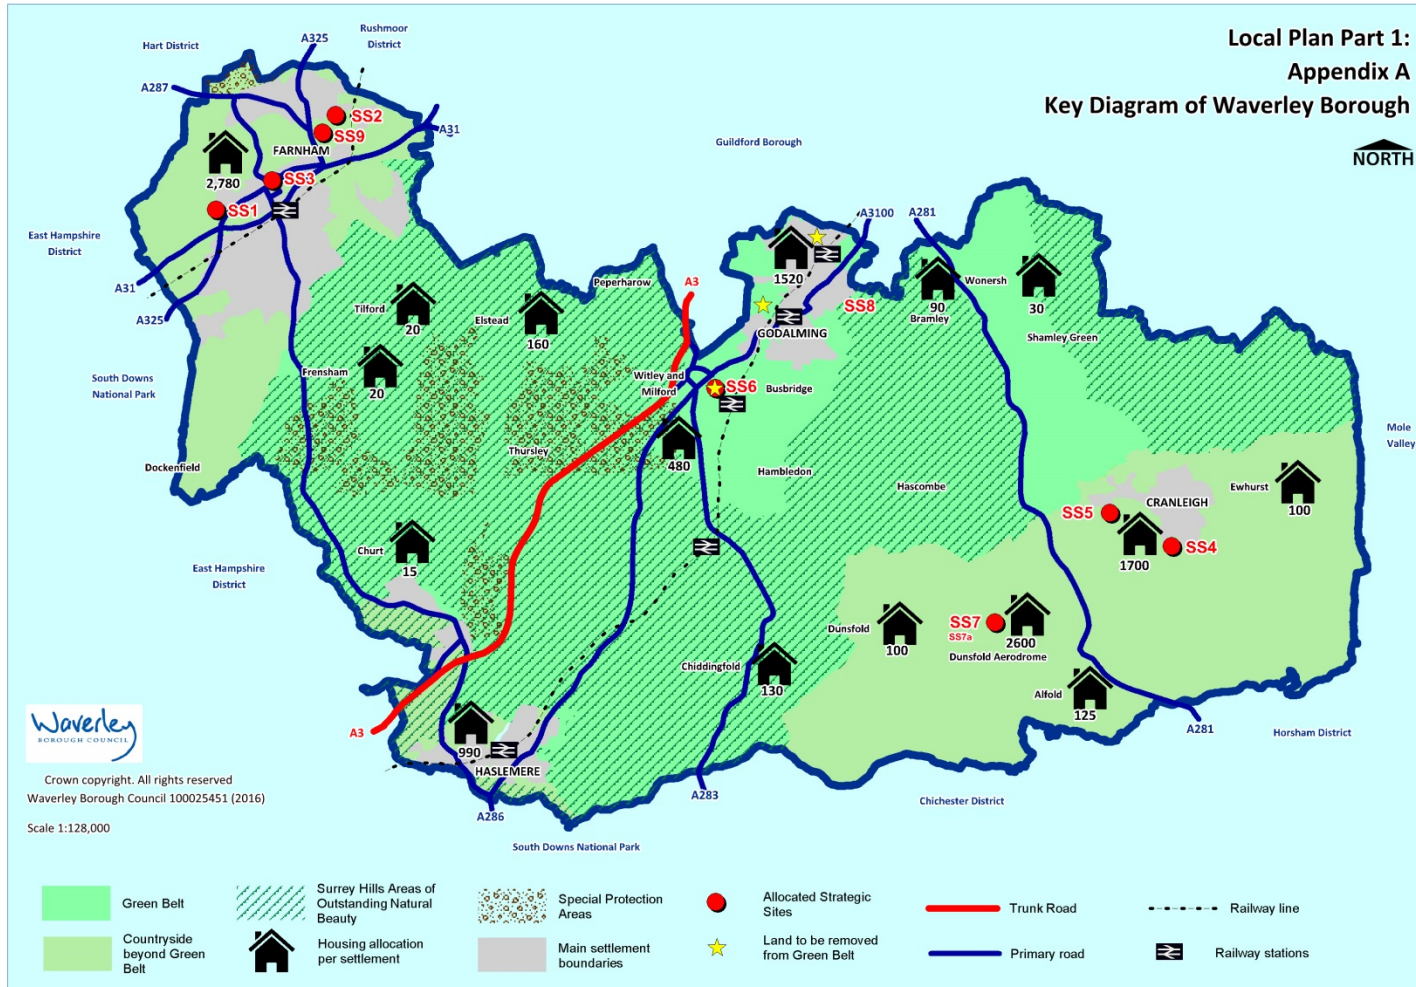 Local Plan Part 1:
Appendix A
Key Diagram of Waverley Borough
NORTH
Rushmoor
District
Hart District
A325
A287
SS2
SS9
A31
FARNHAM
Guildford Borough
2,780
SS3
SS1
East Hampshire
District
A31
A325
A3100
A281
1520
Peperharow
A3
Wonersh
90
30
Tilford
20
Elstead
160
SS8
Bramley
GODALMING
Shamley Green
South Downs
National Park
Frensham
20
Witley and
Milford
SS6
Busbridge
Mole
Valley
Dockenfield
Thursley
480
Hambledon
Hascombe
Ewhurst
100
CRANLEIGH
SS5
1700
SS4
Churt
15
East Hampshire
District
Dunsfold
100
SS7
SS7a
2600
Dunsfold Aerodrome
Chiddingfold
130
Alfold
125
A281
Horsham District
Waverley
BOROUGH COUNCIL
A3
990
HASLEMERE
A286
A283
Chichester District
South Downs National Park
Crown copyright. All rights reserved
Waverley Borough Council 100025451 (2016)
Scale 1:128,000
Green Belt
Surrey Hills Areas of
Outstanding Natural
Beauty
Special Protection
Areas
Allocated Strategic
Sites
Trunk Road
Railway line
Countryside
beyond Green
Belt
Housing allocation
per settlement
Main settlement
boundaries
Land to be removed
from Green Belt
Primary road
Railway stations